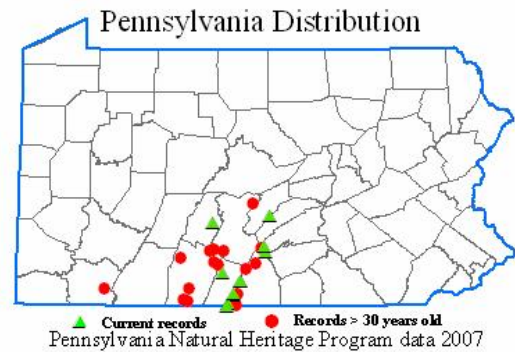 Pennsylvania Distribution
Current records Records > 30 years old
Pennsylvania Natural Heritage Program data 2007